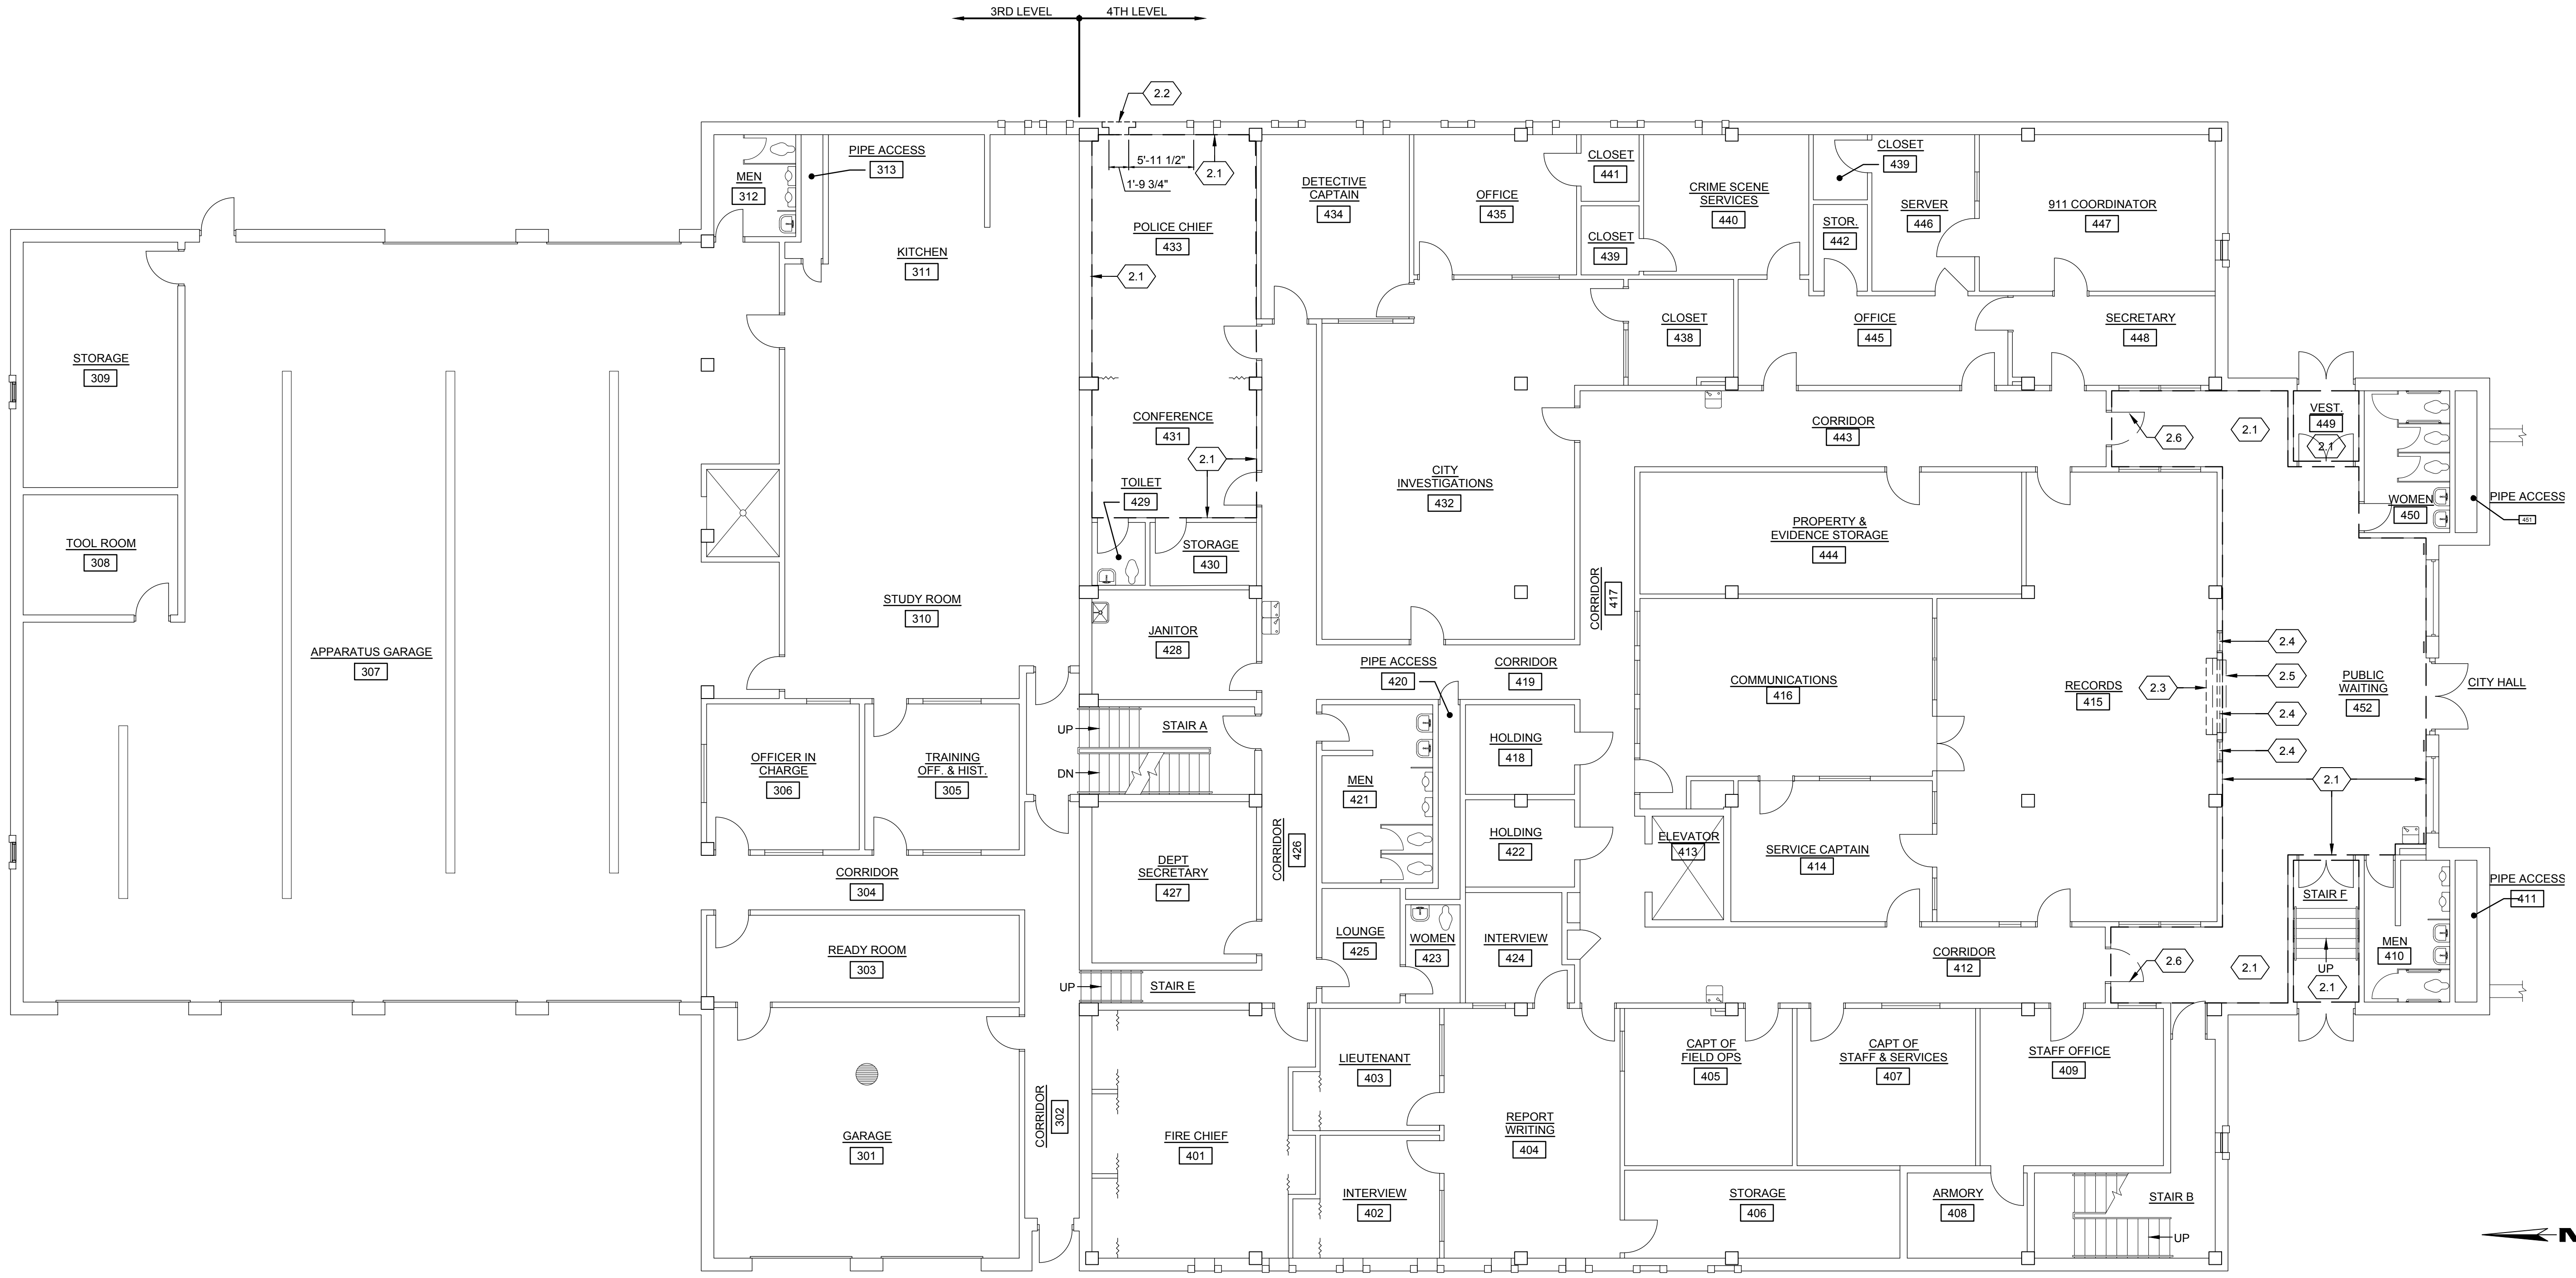 3RD LEVEL
4TH LEVEL
2.2
PIPE ACCESS
313
MEN
312
5'-11 1/2"
1'-9 3/4"
2.1
KITCHEN
311
POLICE CHIEF
433
2.1
DETECTIVE
CAPTAIN
434
OFFICE
435
CLOSET
441
CLOSET
439
CRIME SCENE
SERVICES
440
CLOSET
439
STOR.
442
SERVER
446
911 COORDINATOR
447
STORAGE
309
CLOSET
438
OFFICE
445
SECRETARY
448
CONFERENCE
431
2.1
TOILET
429
STORAGE
430
CITY
INVESTIGATIONS
432
CORRIDOR
443
2.6
2.1
VEST.
449
2.1
WOMEN
450
PIPE ACCESS
451
TOOL ROOM
308
PROPERTY &
EVIDENCE STORAGE
444
CORRIDOR
417
STUDY ROOM
310
JANITOR
428
APPARATUS GARAGE
307
PIPE ACCESS
420
CORRIDOR
419
COMMUNICATIONS
416
RECORDS
415
2.3
2.4
2.5
2.4
2.4
PUBLIC
WAITING
452
CITY HALL
UP
STAIR A
DN
OFFICER IN
CHARGE
306
TRAINING
OFF. & HIST.
305
MEN
421
HOLDING
418
HOLDING
422
ELEVATOR
413
SERVICE CAPTAIN
414
2.1
CORRIDOR
426
DEPT
SECRETARY
427
CORRIDOR
304
PIPE ACCESS
411
STAIR F
UP
2.1
MEN
410
READY ROOM
303
LOUNGE
425
WOMEN
423
INTERVIEW
424
CORRIDOR
412
2.6
2.1
UP
STAIR E
GARAGE
301
CORRIDOR
302
FIRE CHIEF
401
LIEUTENANT
403
INTERVIEW
402
REPORT
WRITING
404
CAPT OF
FIELD OPS
405
CAPT OF
STAFF & SERVICES
407
STAFF OFFICE
409
STORAGE
406
ARMORY
408
STAIR B
UP